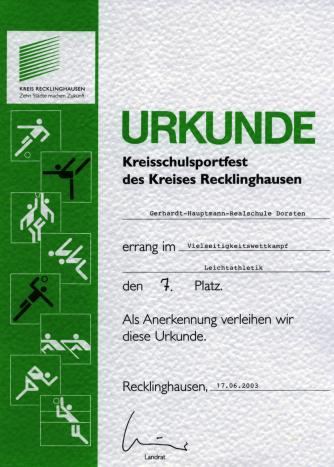 KREIS RECKLINGHAUSEN
Zehn Städte machen Zukunft
URKUNDE
Kreisschulsportfest
des Kreises Recklinghausen
Gerhardt-Hauptmann-Realschule Dorsten
errang im Vielseitigkeitswettkampf
Leichtathletik
den 7. Platz.
Als Anerkennung verleihen wir
diese Urkunde.
Recklinghausen, 17.06.2003
Landrat